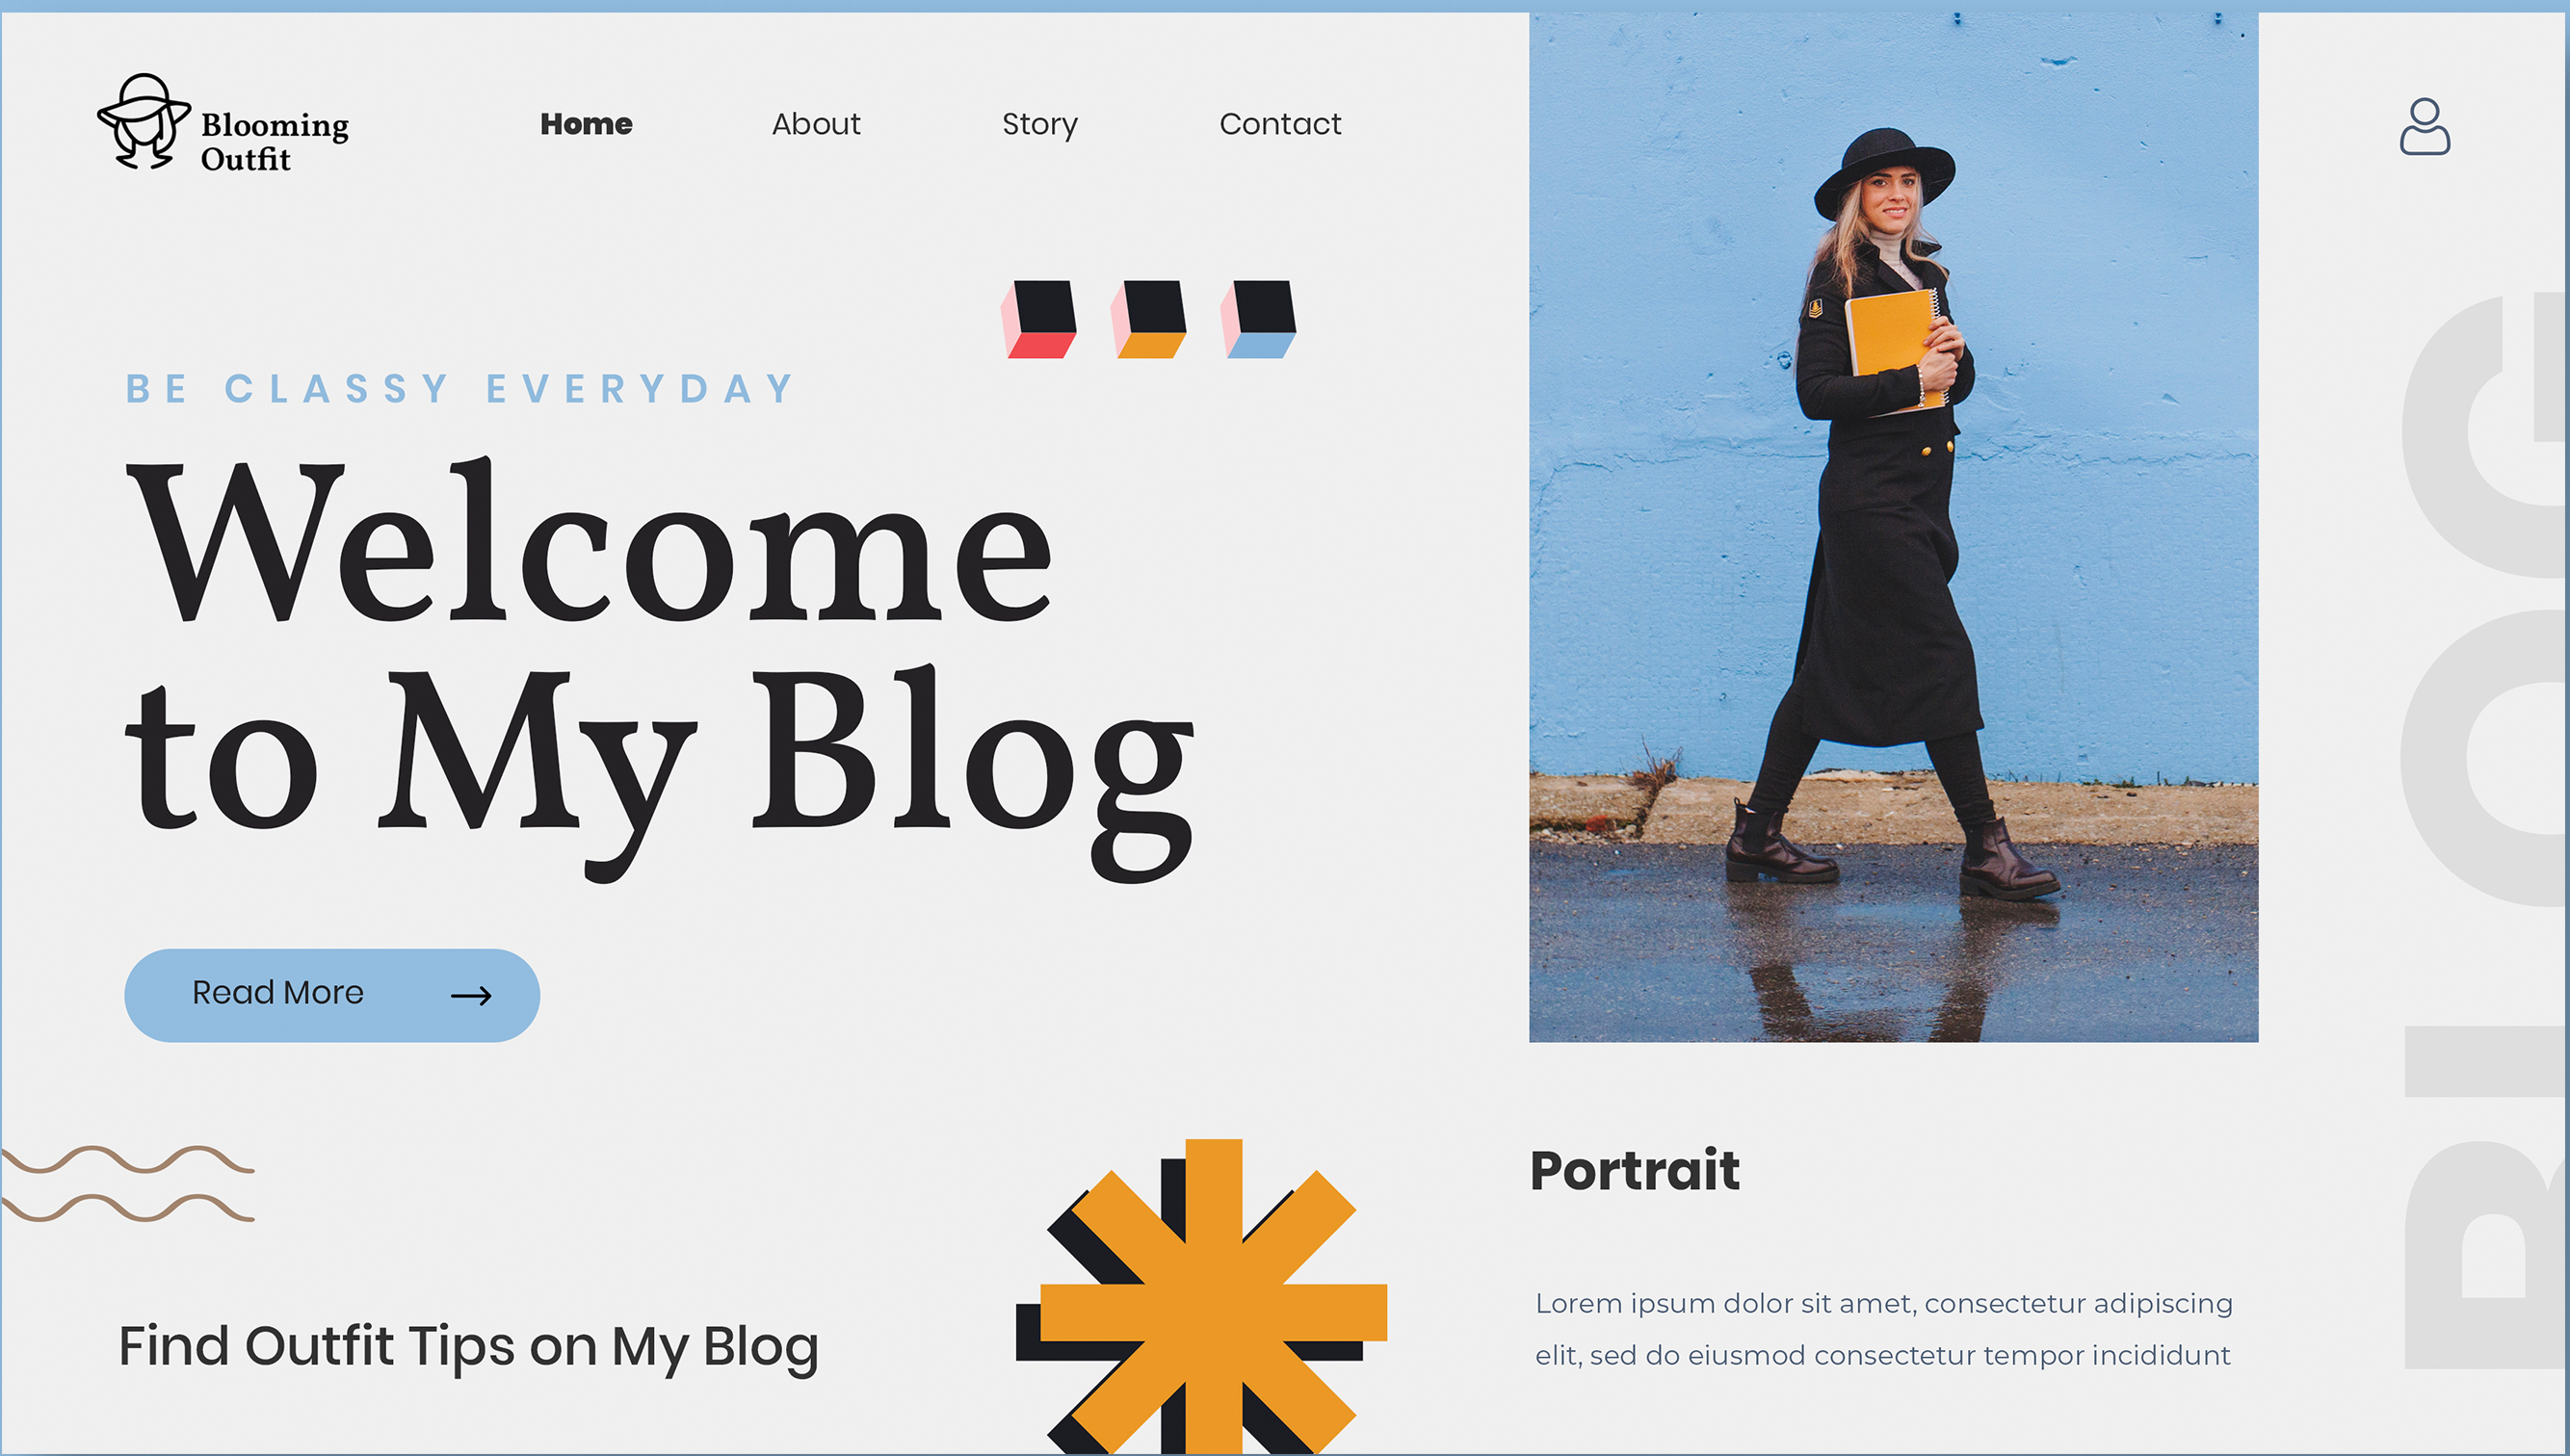 Blooming
Outfit
Home
About
Story
Contact
BE CLASSY EVERYDAY
Welcome
to My Blog
Read More
Find Outfit Tips on My Blog
Portrait
Lorem ipsum dolor sit amet, consectetur adipiscing
elit, sed do eiusmod consectetur tempor incididunt
BLOG